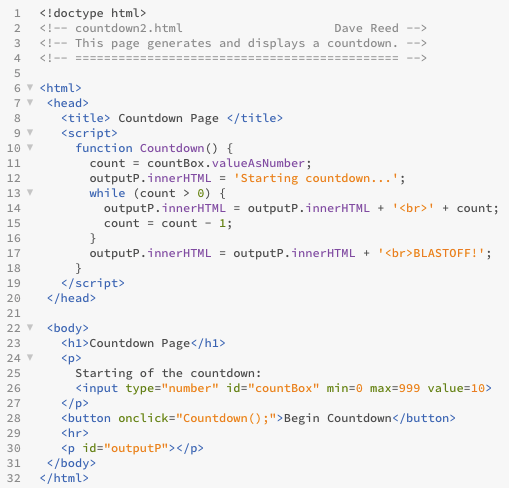 1 <!doctype html>
2 <!-- countdown2.html                     Dave Reed -->
3 <!-- This page generates and displays a countdown. -->
4 <!-- ============================================= -->
5
6 <html>
7  <head>
8    <title> Countdown Page </title>
9    <script>
10      function Countdown() {
11        count = countBox.valueAsNumber;
12        outputP.innerHTML = 'Starting countdown...';
13        while (count > 0) {
14          outputP.innerHTML = outputP.innerHTML + '<br>' + count;
15          count = count - 1;
16        }
17        outputP.innerHTML = outputP.innerHTML + '<br>BLASTOFF!';
18      }
19    </script>
20  </head>
21
22  <body>
23    <h1>Countdown Page</h1>
24    <p>
25      Starting of the countdown:
26      <input type="number" id="countBox" min=0 max=999 value=10>
27    </p>
28    <button onclick="Countdown();">Begin Countdown</button>
29    <hr>
30    <p id="outputP"></p>
31  </body>
32 </html>